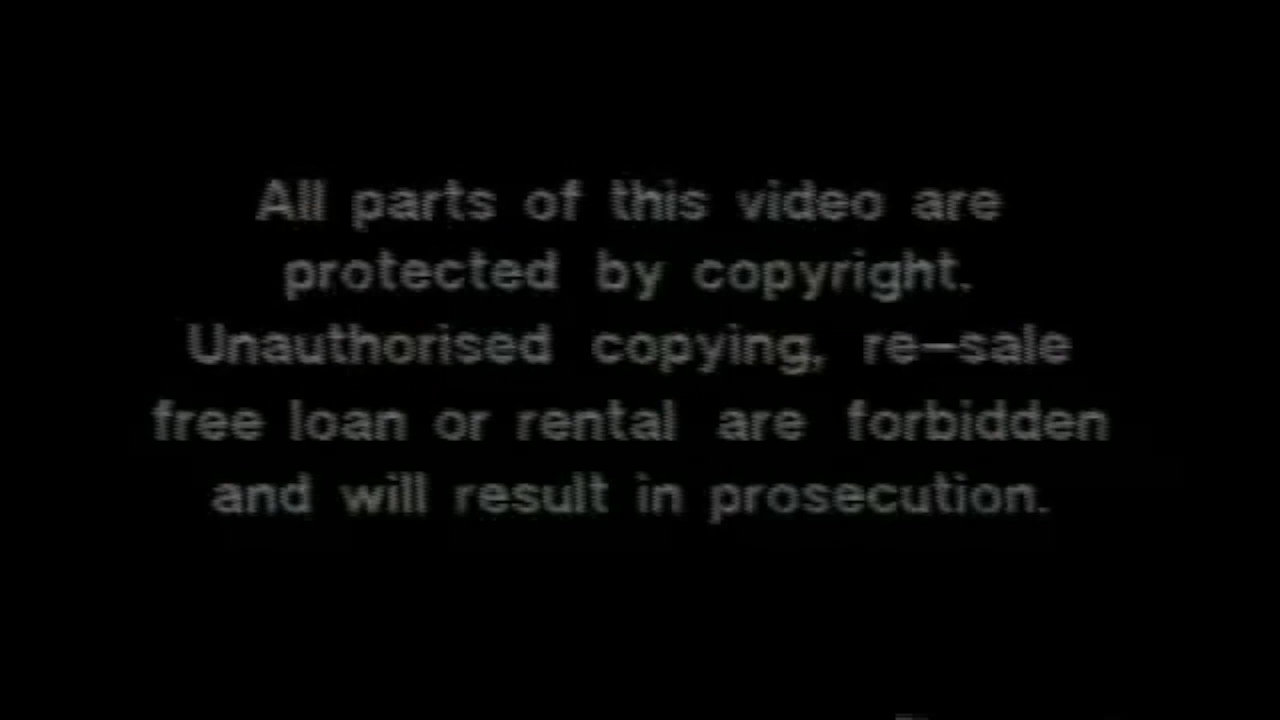 All parts of this video are
protected by copyright.
Unauthorised copying, re-sale
free loan or rental are forbidden
and will result in prosecution.